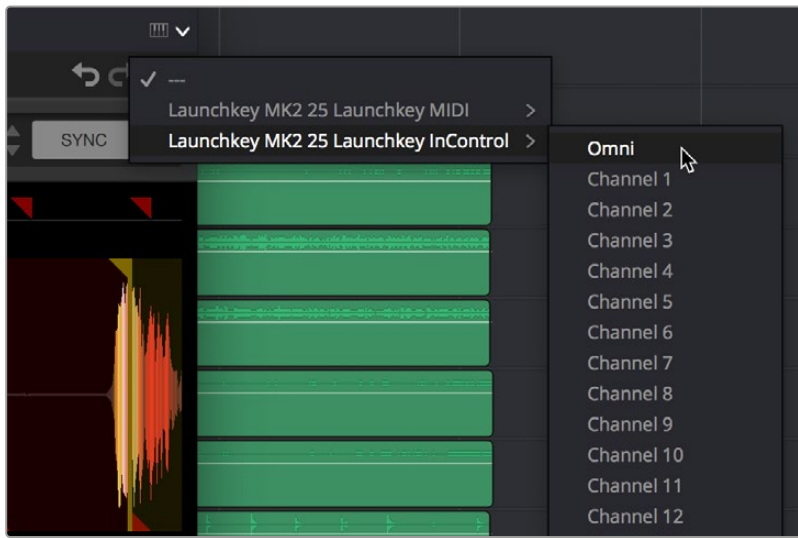 ---
Launchkey MK2 25 Launchkey MIDI >
SYNC
Launchkey MK2 25 Launchkey InControl >
Omni
Channel 1
Channel 2
Channel 3
Channel 4
Channel 5
Channel 6
Channel 7
Channel 8
Channel 9
Channel 10
Channel 11
Channel 12